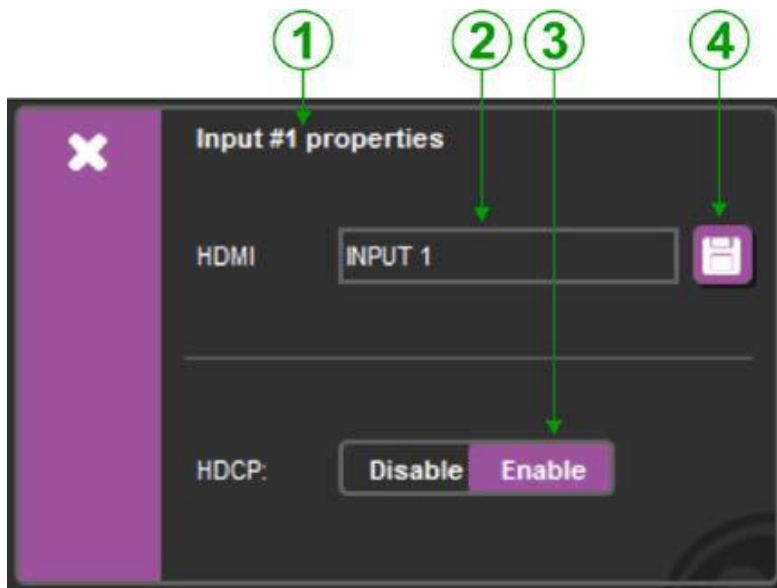 1 2 3 4
Input #1 properties
HDMI INPUT 1
HDCP: Disable Enable